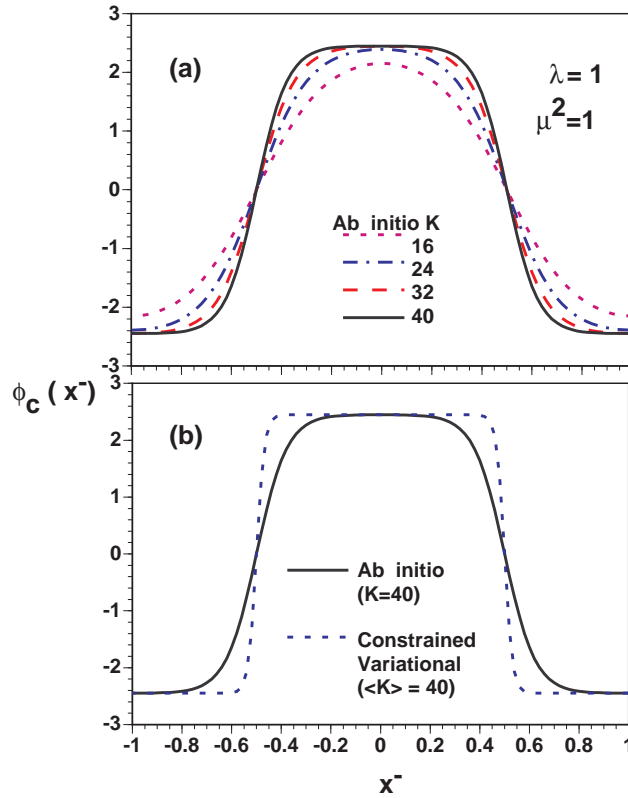 3
2
1
0
-1
-2
-3
(a)
λ = 1
μ²=1
Ab initio K
16
24
32
40
ϕc ( x⁻)
3
2
1
0
-1
-2
-3
(b)
Ab initio
(K=40)
Constrained
Variational
(<K> = 40)
-1 -0.8 -0.6 -0.4 -0.2 0 0.2 0.4 0.6 0.8 1
x⁻